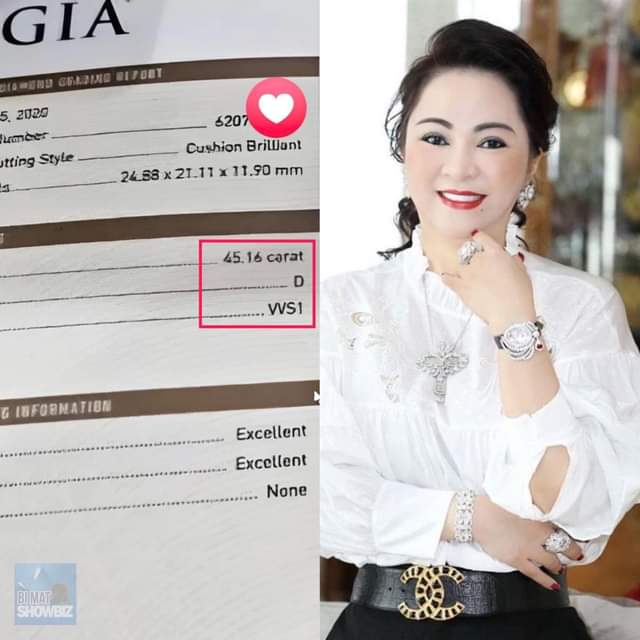 GIA
DIAMOND GRADING REPORT
5, 2020
Number 6207
utting Style Cushion Brilliant
24.88 x 21.11 x 11.90 mm
45.16 carat
D
VVS1
G INFORMATION
Excellent
Excellent
None
BÍ MẬT
SHOWBIZ